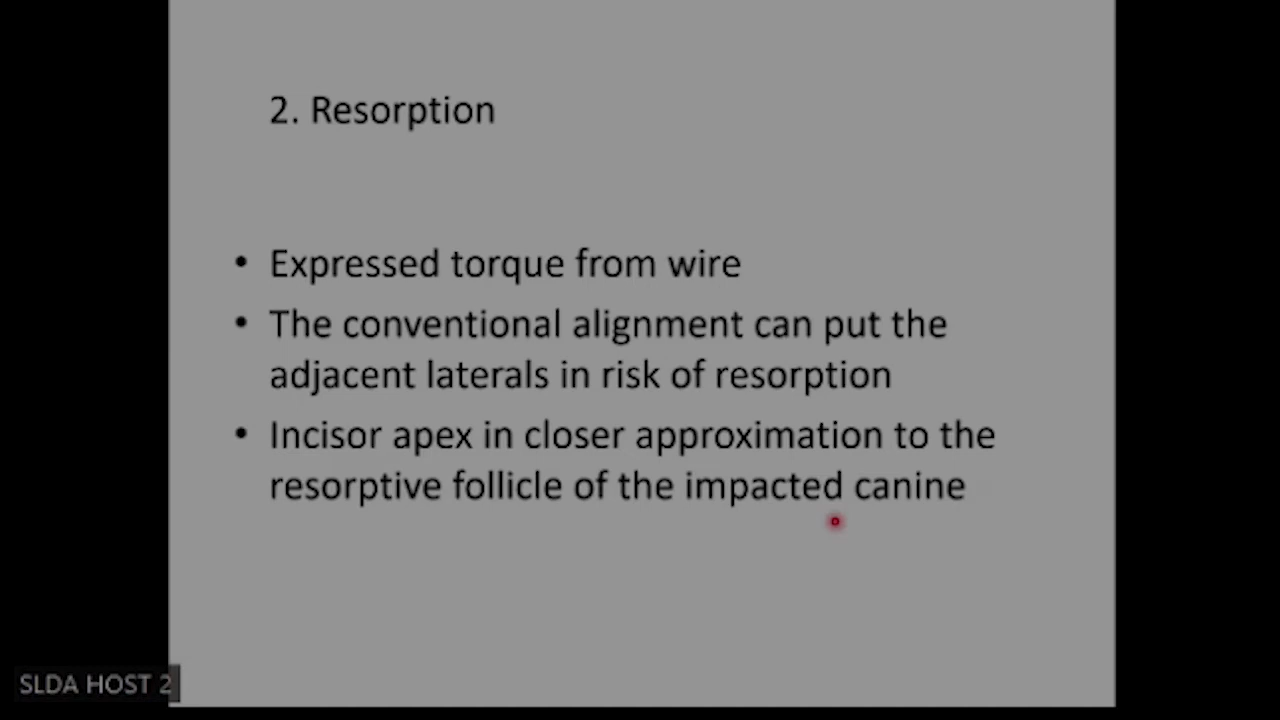 2. Resorption
• Expressed torque from wire
• The conventional alignment can put the
adjacent laterals in risk of resorption
• Incisor apex in closer approximation to the
resorptive follicle of the impacted canine
SLDA HOST 2